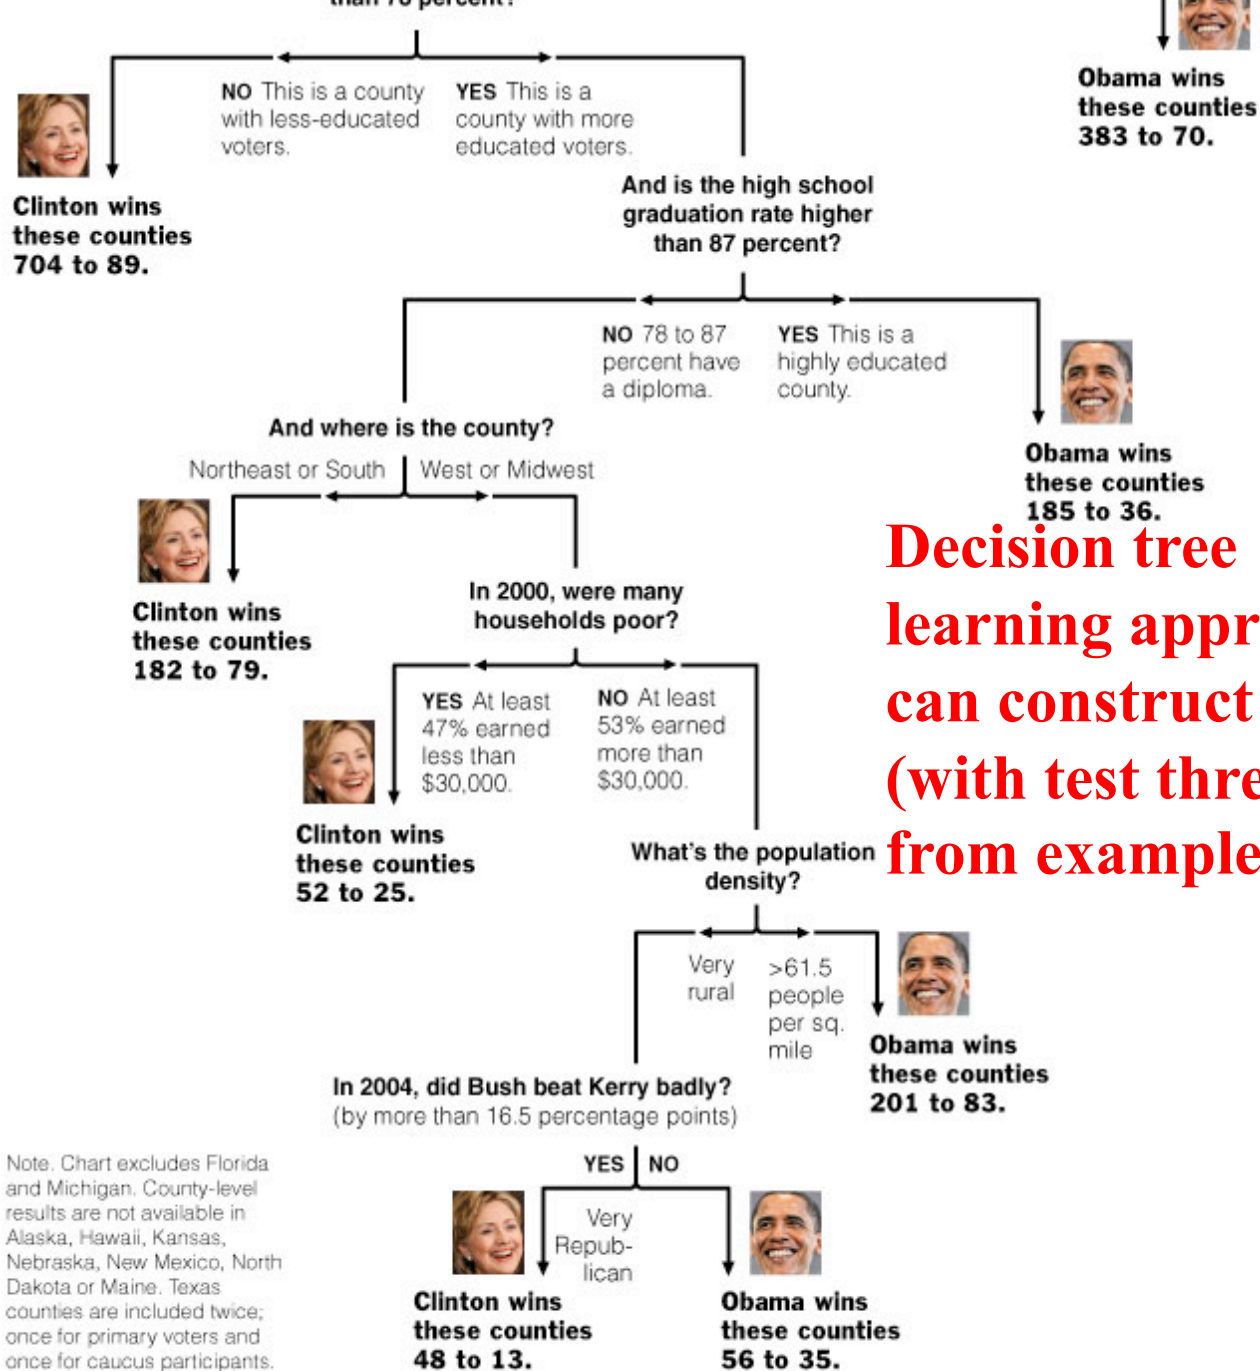 than 78 percent?
Obama wins
these counties
383 to 70.
NO This is a county
with less-educated
voters.
YES This is a
county with more
educated voters.
Clinton wins
these counties
704 to 89.
And is the high school
graduation rate higher
than 87 percent?
NO 78 to 87
percent have
a diploma.
YES This is a
highly educated
county.
Obama wins
these counties
185 to 36.
And where is the county?
Northeast or South
West or Midwest
Clinton wins
these counties
182 to 79.
Decision tree
learning appr
can construct
(with test thre
from example
In 2000, were many
households poor?
YES At least
47% earned
less than
$30,000.
NO At least
53% earned
more than
$30,000.
Clinton wins
these counties
52 to 25.
What's the population
density?
Very
rural
>61.5
people
per sq.
mile
Obama wins
these counties
201 to 83.
In 2004, did Bush beat Kerry badly?
(by more than 16.5 percentage points)
YES
NO
Very
Repub-
lican
Clinton wins
these counties
48 to 13.
Obama wins
these counties
56 to 35.
Note. Chart excludes Florida
and Michigan. County-level
results are not available in
Alaska, Hawaii, Kansas,
Nebraska, New Mexico, North
Dakota or Maine. Texas
counties are included twice;
once for primary voters and
once for caucus participants.